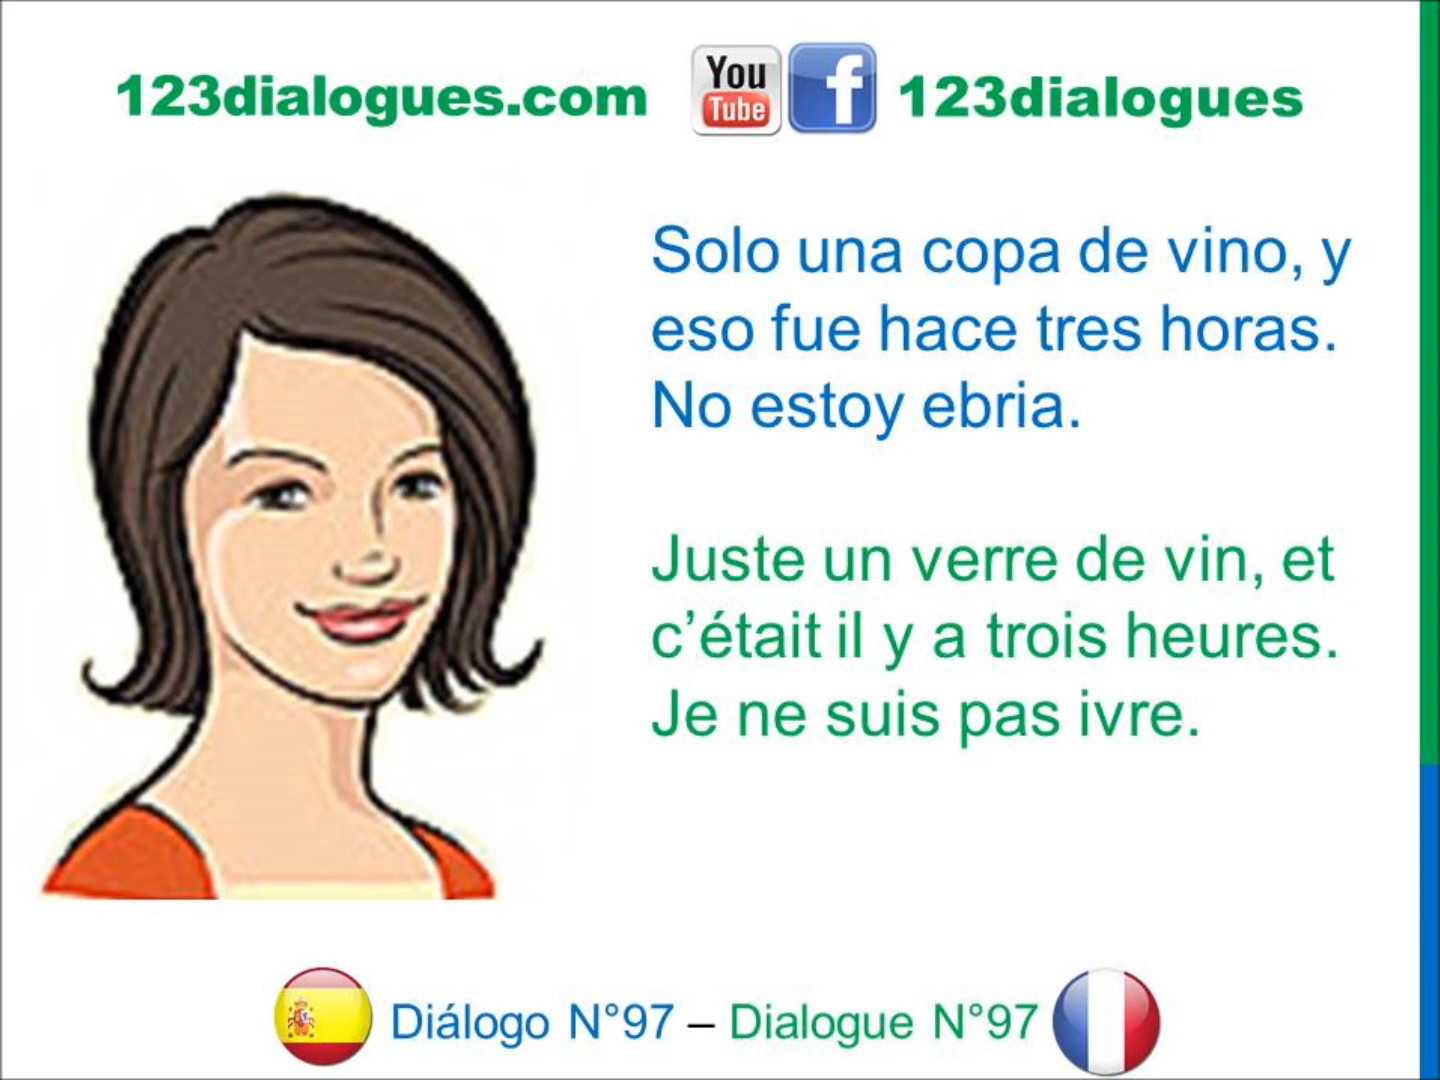 123dialogues.com You Tube f 123dialogues
Solo una copa de vino, y
eso fue hace tres horas.
No estoy ebria.
Juste un verre de vin, et
c’était il y a trois heures.
Je ne suis pas ivre.
Diálogo N°97 – Dialogue N°97